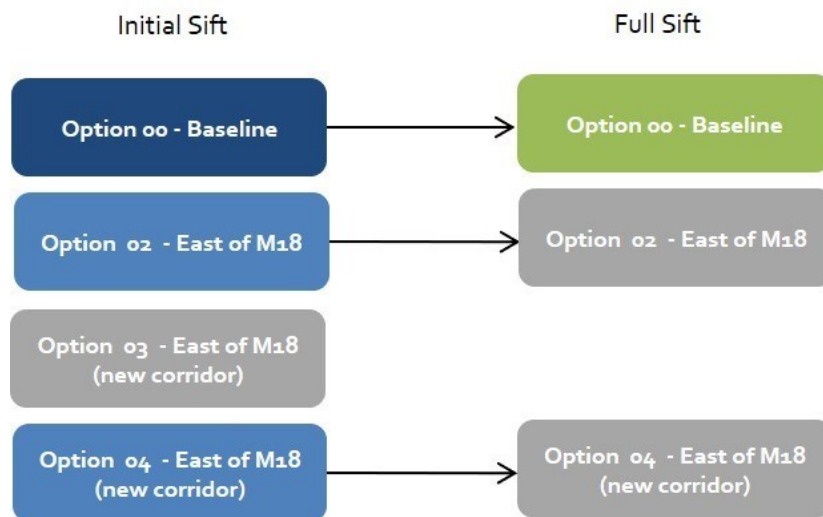 Initial Sift
Full Sift
Option 00 - Baseline
Option 00 - Baseline
Option 02 - East of M18
Option 02 - East of M18
Option 03 - East of M18
(new corridor)
Option 04 - East of M18
(new corridor)
Option 04 - East of M18
(new corridor)